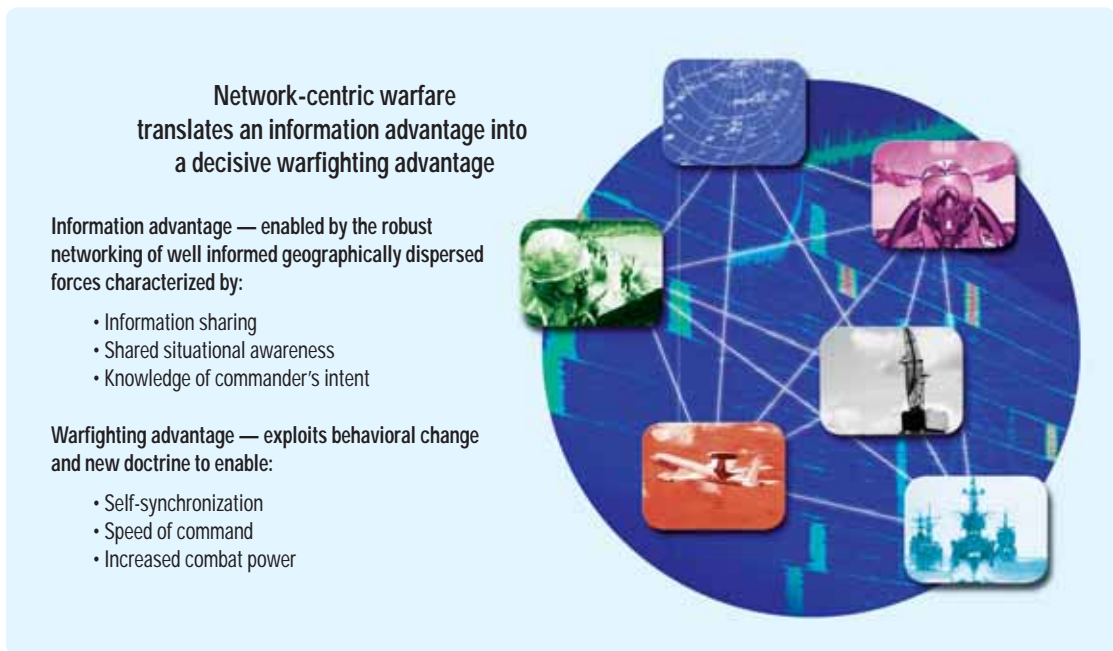 Network-centric warfare
translates an information advantage into
a decisive warfighting advantage
Information advantage — enabled by the robust
networking of well informed geographically dispersed
forces characterized by:
• Information sharing
• Shared situational awareness
• Knowledge of commander's intent
Warfighting advantage — exploits behavioral change
and new doctrine to enable:
• Self-synchronization
• Speed of command
• Increased combat power